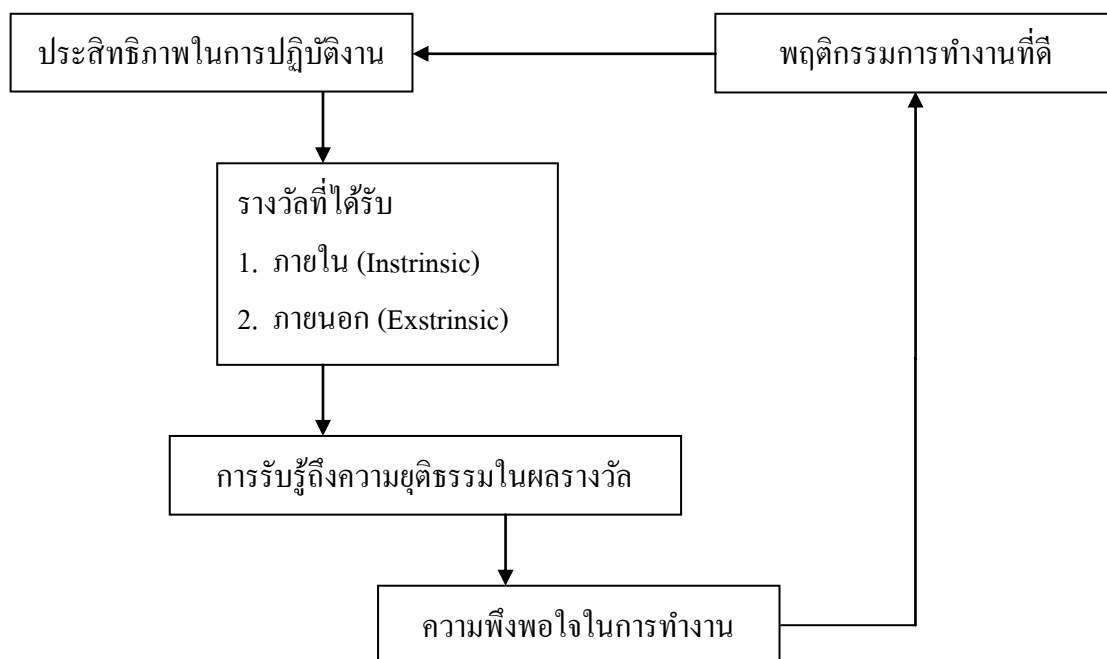 ประสิทธิภาพในการปฏิบัติงาน
พฤติกรรมการทำงานที่ดี
รางวัลที่ได้รับ
1. ภายใน (Instrinsic)
2. ภายนอก (Exstrinsic)
การรับรู้ถึงความยุติธรรมในผลรางวัล
ความพึงพอใจในการทำงาน